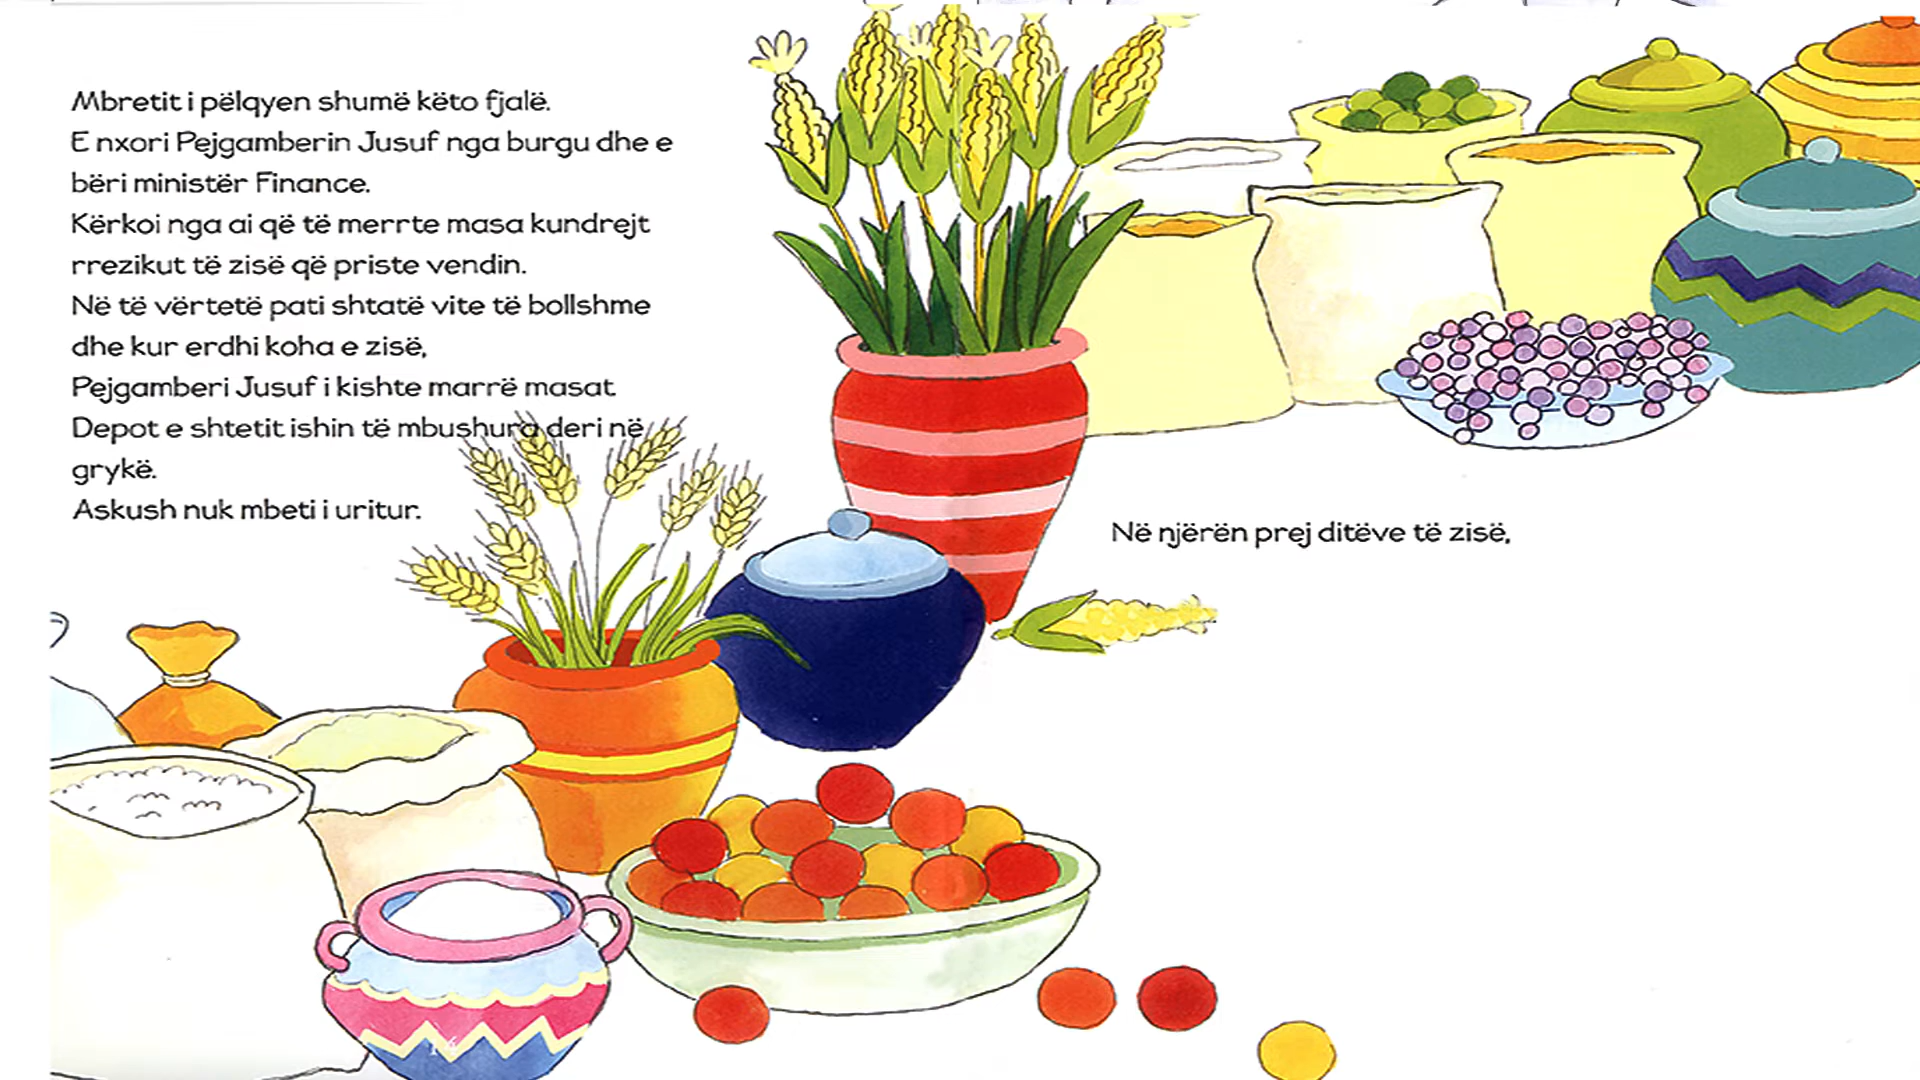 Mbretit i pëlqyen shumë këto fjalë.
E nxori Pejgamberin Jusuf nga burgu dhe e
bëri ministër Finance.
Kërkoi nga ai që të merrte masa kundrejt
rrezikut të zisë që priste vendin.
Në të vërtetë pati shtatë vite të bollshme
dhe kur erdhi koha e zisë,
Pejgamberi Jusuf i kishte marrë masat
Depot e shtetit ishin të mbushura deri në
grykë.
Askush nuk mbeti i uritur.
Në njërën prej ditëve të zisë,